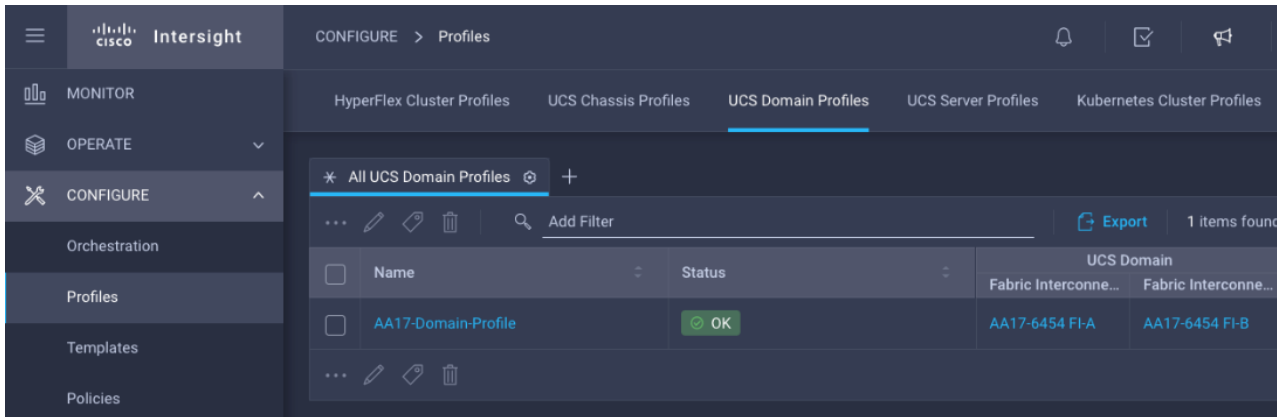 CISCO Intersight
CONFIGURE > Profiles
MONITOR
OPERATE
CONFIGURE
Orchestration
Profiles
Templates
Policies
HyperFlex Cluster Profiles UCS Chassis Profiles UCS Domain Profiles UCS Server Profiles Kubernetes Cluster Profiles
All UCS Domain Profiles +
Add Filter Export 1 items found
Name Status UCS Domain
Fabric Interconne... Fabric Interconne...
AA17-Domain-Profile OK AA17-6454 FI-A AA17-6454 FI-B